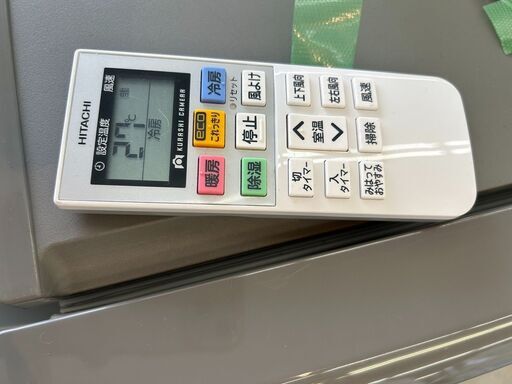 HITACHI
設定温度
風速
27℃
冷房
KURASHI CAMERA
冷房
eco
これっきり
暖房
リセット
風よけ
停止
除湿
上下風向
左右風向
風速
室温
掃除
切
タイマー
入
タイマー
みはって
おやすみ